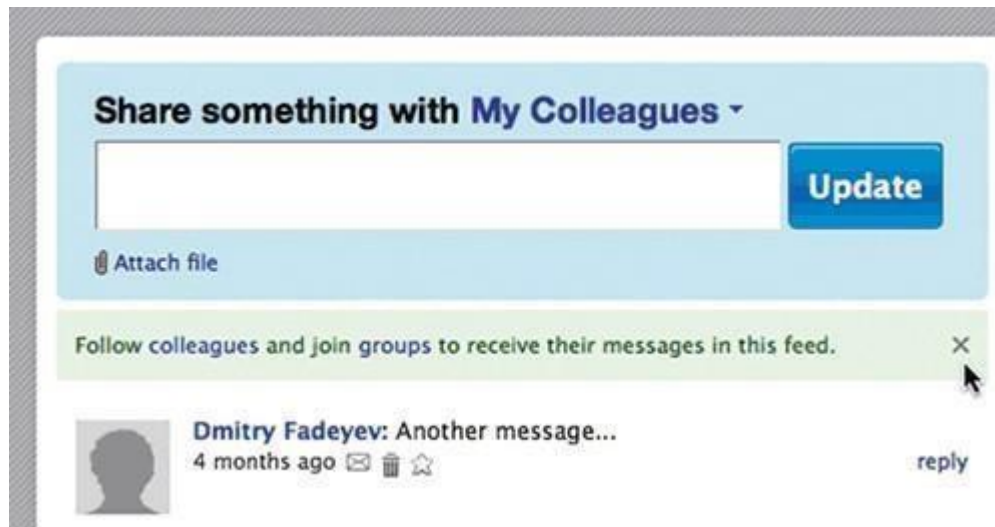 Share something with My Colleagues
Update
Attach file
Follow colleagues and join groups to receive their messages in this feed.
Dmitry Fadeyev: Another message...
4 months ago
reply